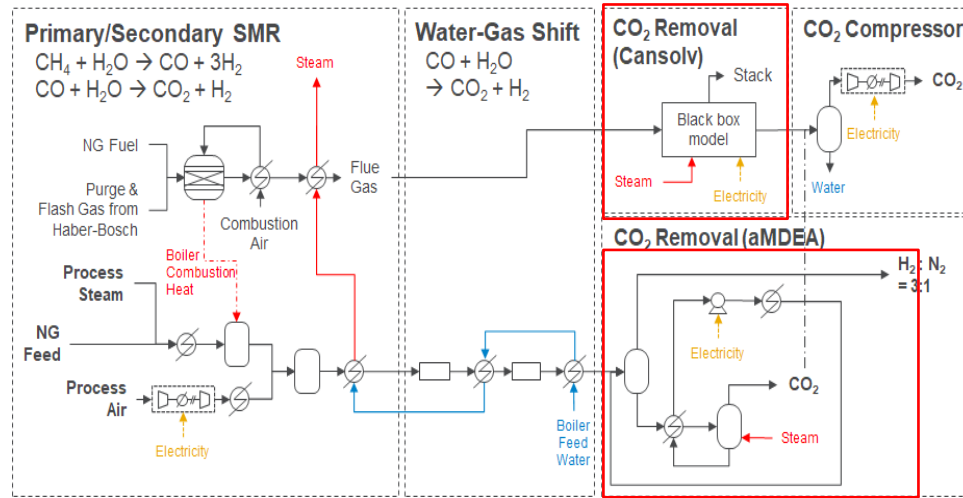 Primary/Secondary SMR
CH₄ + H₂O → CO + 3H₂
CO + H₂O → CO₂ + H₂
Steam
NG Fuel
Purge &
Flash Gas from
Haber-Bosch
Combustion
Air
Flue
Gas
Boiler
Combustion
Heat
Process
Steam
NG
Feed
Process
Air
Electricity
Water-Gas Shift
CO + H₂O
→ CO₂ + H₂
Boiler
Feed
Water
CO₂ Removal
(Cansolv)
Stack
Black box
model
Steam
Electricity
CO₂ Compressor
CO₂
Electricity
Water
CO₂ Removal (aMDEA)
H₂: N₂
= 3:1
Electricity
CO₂
Steam